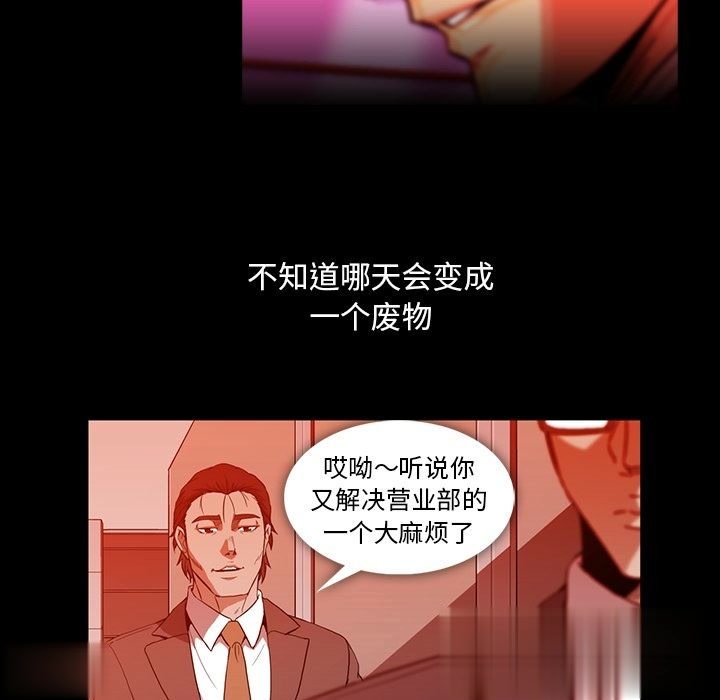 不知道哪天会变成
一个废物
哎呦～听说你
又解决营业部的
一个大麻烦了